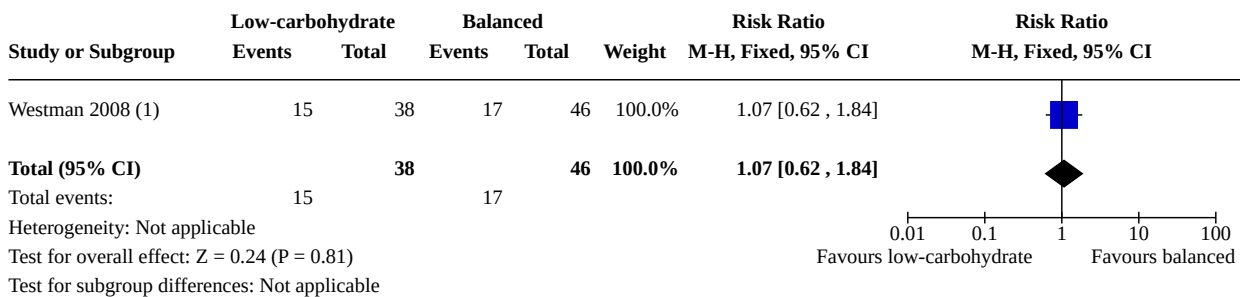 Low-carbohydrate Balanced Risk Ratio Risk Ratio
Study or Subgroup Events Total Events Total Weight M-H, Fixed, 95% CI M-H, Fixed, 95% CI
Westman 2008 (1) 15 38 17 46 100.0% 1.07 [0.62 , 1.84]
Total (95% CI) 38 46 100.0% 1.07 [0.62 , 1.84]
Total events: 15 17
Heterogeneity: Not applicable
0.01 0.1 1 10 100
Test for overall effect: Z = 0.24 (P = 0.81) Favours low-carbohydrate Favours balanced
Test for subgroup differences: Not applicable